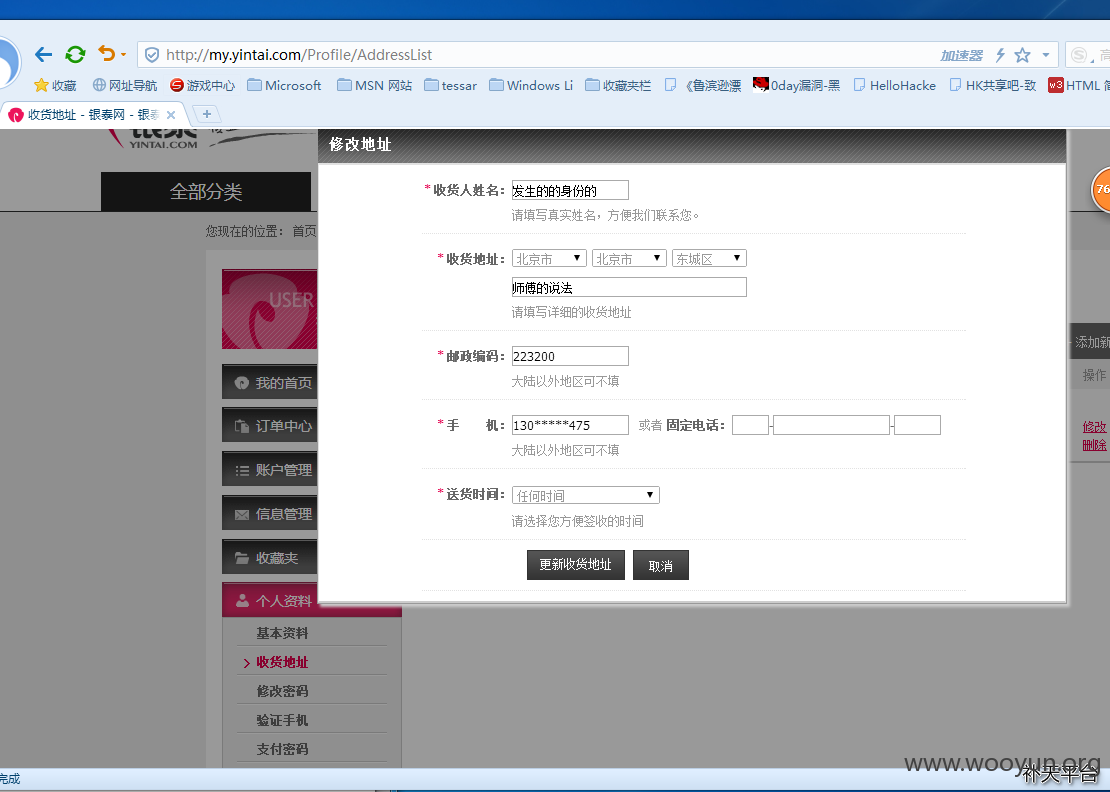 http://my.yintai.com/Profile/AddressList
加速器
收藏 网址导航 游戏中心 Microsoft MSN 网站 tessar Windows Li 收藏夹栏 《鲁滨逊漂 0day漏洞-黑 HelloHacke HK共享吧-致 HTML
收货地址 - 银泰网 - 银泰
YINTAI.COM
修改地址
全部分类
76
您现在的位置： 首页
*收货人姓名：
发生的的身份的
请填写真实姓名，方便我们联系您。
*收货地址：
北京市 北京市 东城区
师傅的说法
请填写详细的收货地址
*邮政编码：
223200
大陆以外地区可不填
*手 机：
130*****475
或者 固定电话：
- -
大陆以外地区可不填
*送货时间：
任何时间
请选择您方便签收的时间
更新收货地址 取消
USER
我的首页
订单中心
账户管理
信息管理
收藏夹
个人资料
基本资料
收货地址
修改密码
验证手机
支付密码
添加新
操作
修改
删除
完成
www.wooyun.org
补天平台